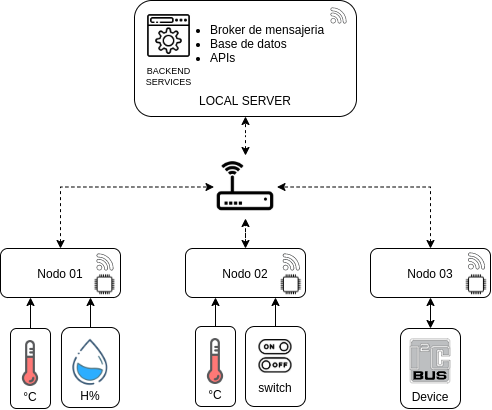 Broker de mensajeria
Base de datos
APIs
BACKEND
SERVICES
LOCAL SERVER
Nodo 01
Nodo 02
Nodo 03
°C
H%
°C
ON
OFF
switch
I²C
BUS
Device